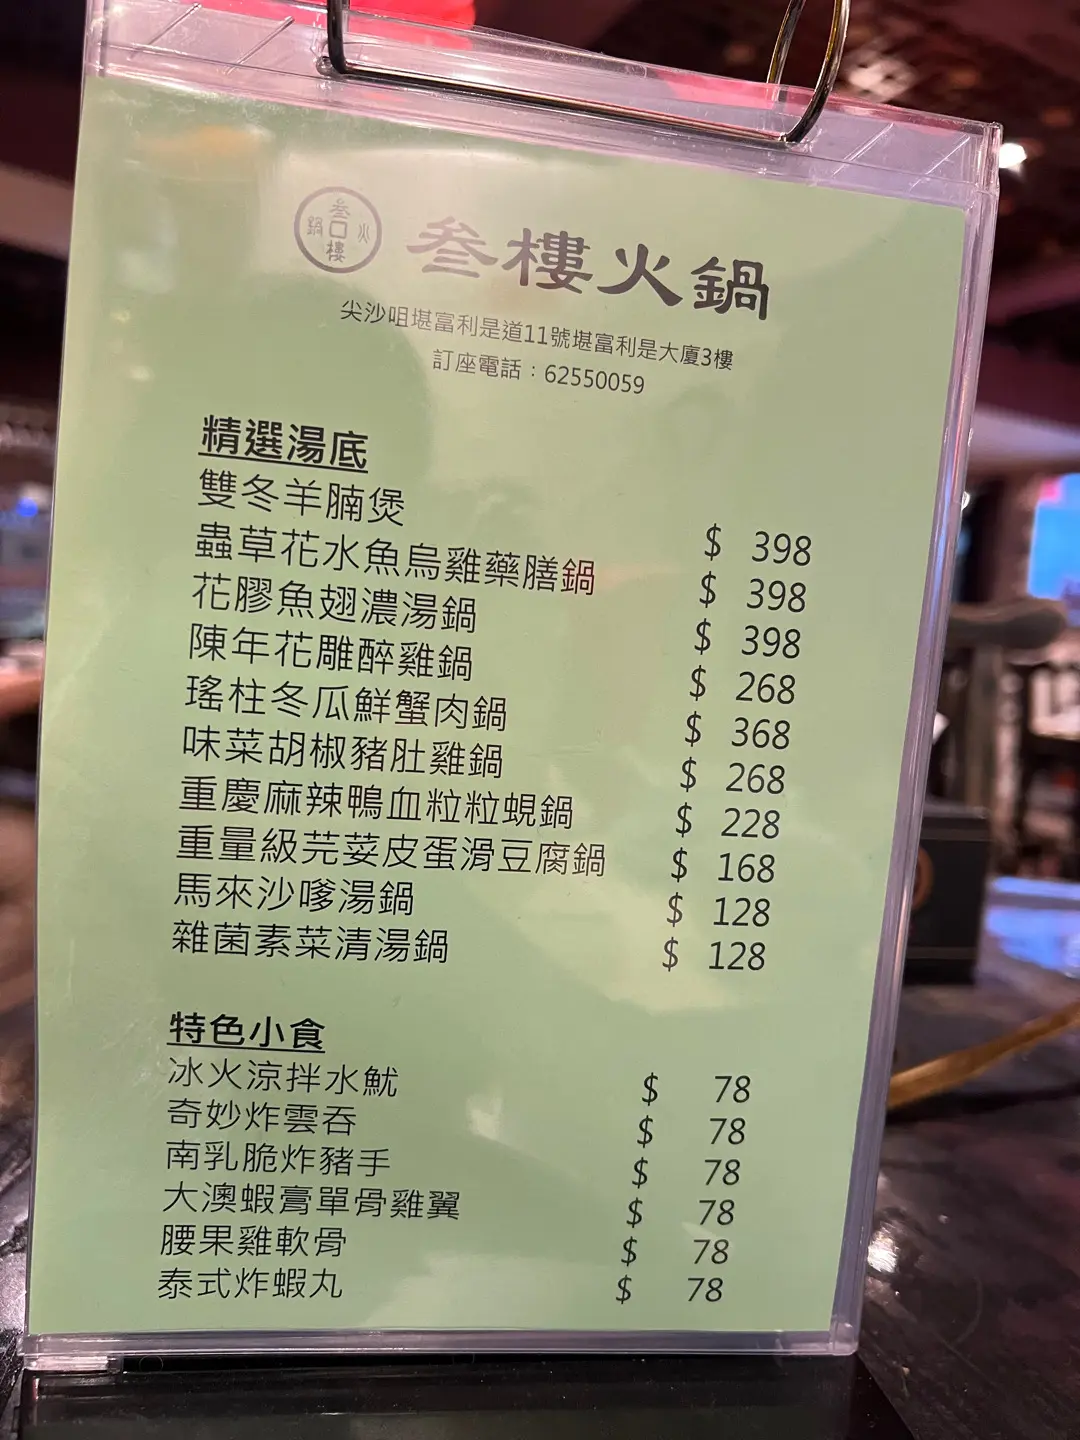 叁樓火鍋
叁樓火鍋
尖沙咀堪富利是道11號堪富利是大廈3樓
訂座電話：62550059
精選湯底
雙冬羊腩煲 $ 398
蟲草花水魚烏雞藥膳鍋 $ 398
花膠魚翅濃湯鍋 $ 398
陳年花雕醉雞鍋 $ 268
瑤柱冬瓜鮮蟹肉鍋 $ 368
味菜胡椒豬肚雞鍋 $ 268
重慶麻辣鴨血粒粒蜆鍋 $ 228
重量級芫荽皮蛋滑豆腐鍋 $ 168
馬來沙嗲湯鍋 $ 128
雜菌素菜清湯鍋 $ 128
特色小食
冰火涼拌水魷 $ 78
奇妙炸雲吞 $ 78
南乳脆炸豬手 $ 78
大澳蝦膏單骨雞翼 $ 78
腰果雞軟骨 $ 78
泰式炸蝦丸 $ 78